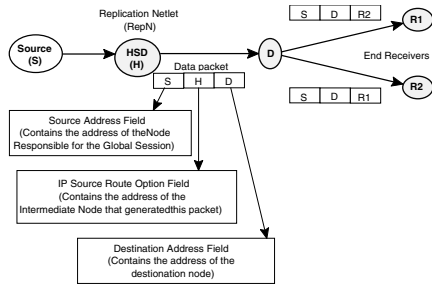 Replication Netlet
(RepN)
Source
(S)
HSD
(H)
D
S D R2
R1
End Receivers
R2
S D R1
Data packet
S H D
Source Address Field
(Contains the address of theNode
Responsible for the Global Session)
IP Source Route Option Field
(Contains the address of the
Intermediate Node that generatedthis packet)
Destination Address Field
(Contains the address of the
destionation node)